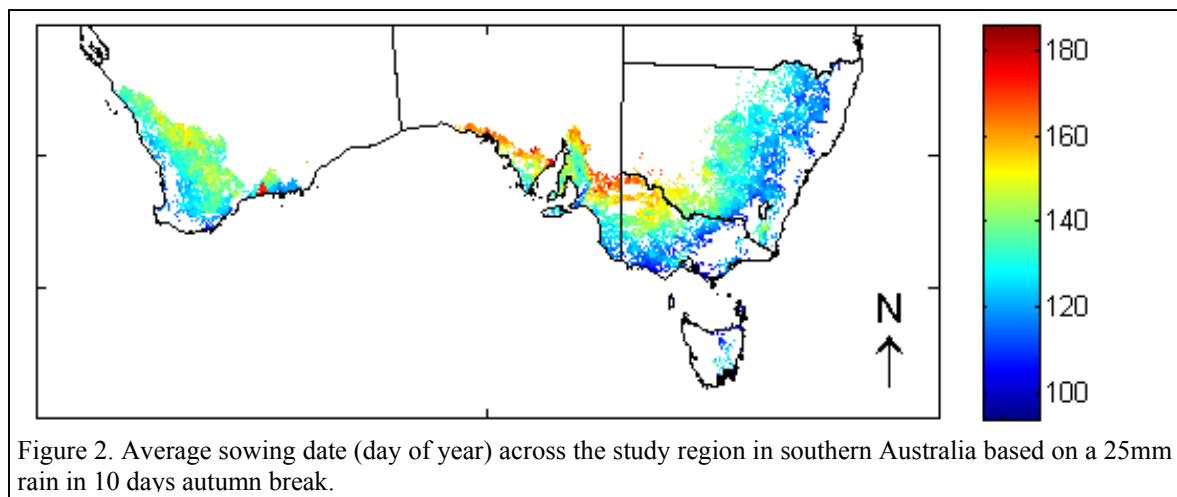 180
160
140
120
100
N
Figure 2. Average sowing date (day of year) across the study region in southern Australia based on a 25mm
rain in 10 days autumn break.